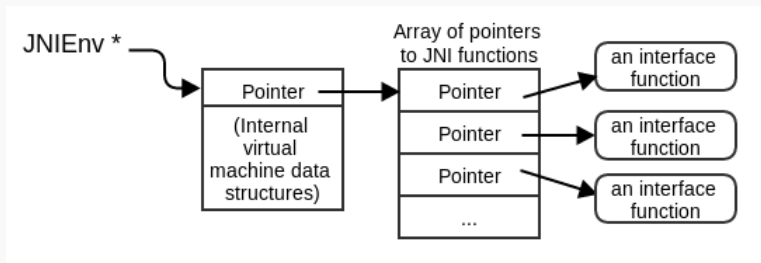 JNIEnv *
Pointer
(Internal
virtual
machine data
structures)
Array of pointers
to JNI functions
Pointer
Pointer
Pointer
...
an interface
function
an interface
function
an interface
function